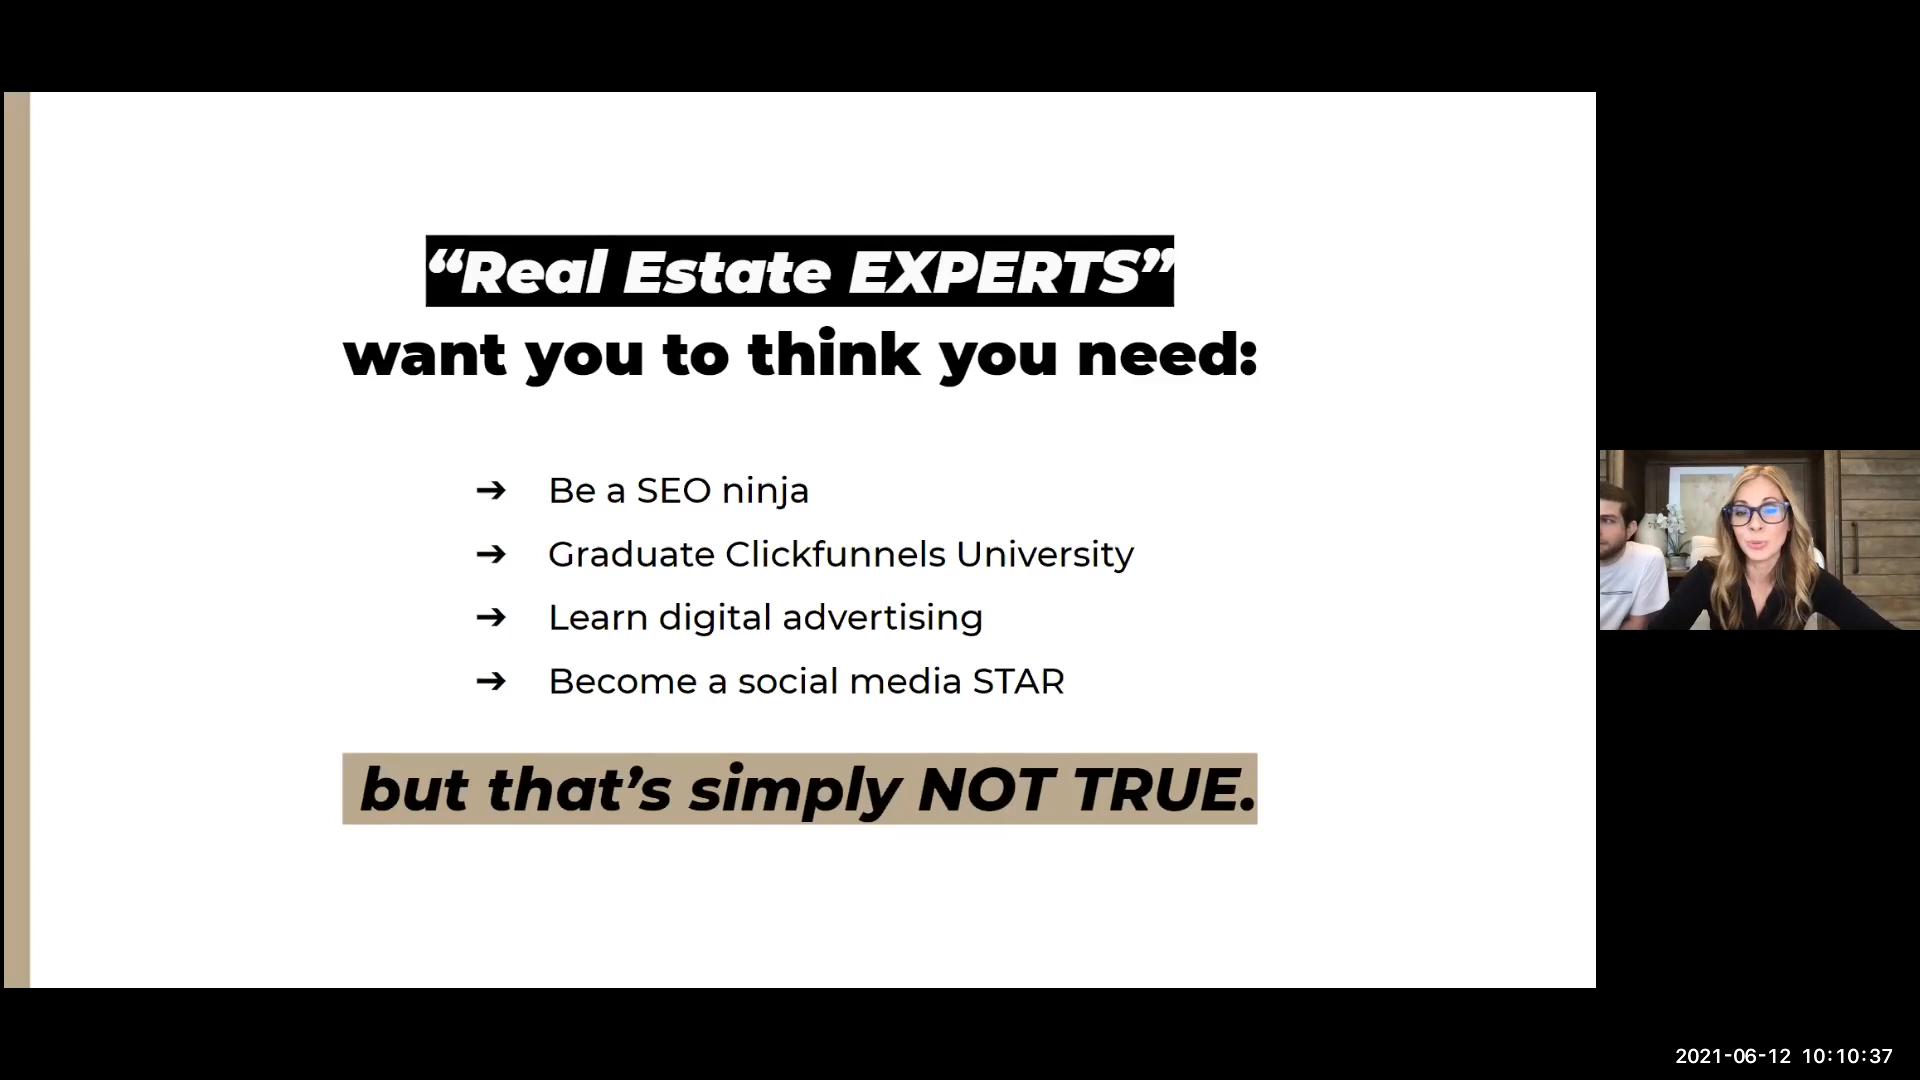 “Real Estate EXPERTS”
want you to think you need:
➔ Be a SEO ninja
➔ Graduate Clickfunnels University
➔ Learn digital advertising
➔ Become a social media STAR
but that’s simply NOT TRUE.
2021-06-12 10:10:37